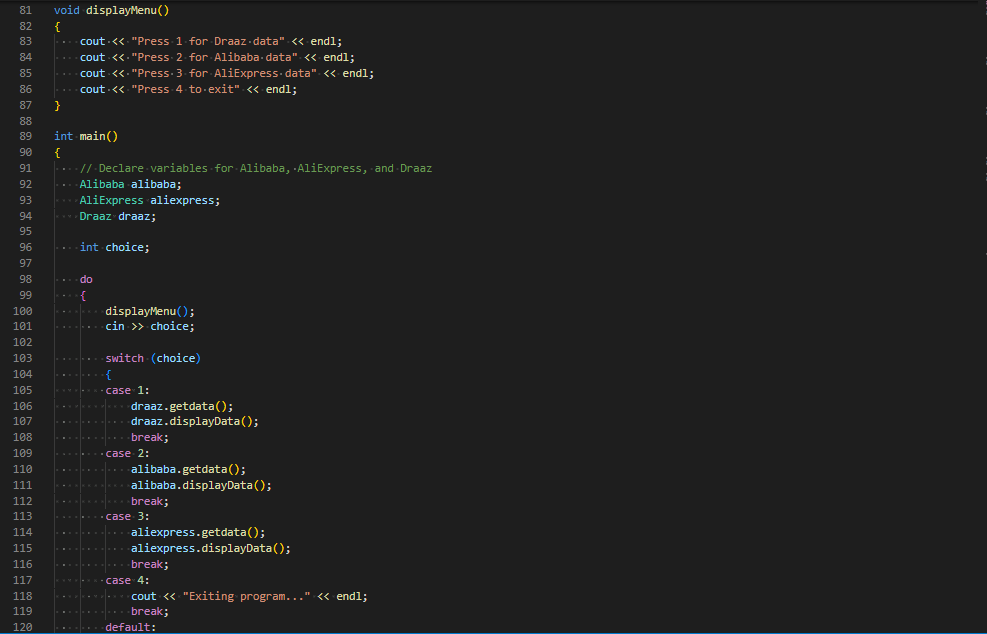 81 void displayMenu()
82 {
83 cout << "Press 1 for Draaz data" << endl;
84 cout << "Press 2 for Alibaba data" << endl;
85 cout << "Press 3 for AliExpress data" << endl;
86 cout << "Press 4 to exit" << endl;
87 }
88
89 int main()
90 {
91 // Declare variables for Alibaba, AliExpress, and Draaz
92 Alibaba alibaba;
93 AliExpress aliexpress;
94 Draaz draaz;
95
96 int choice;
97
98 do
99 {
100 displayMenu();
101 cin >> choice;
102
103 switch (choice)
104 {
105 case 1:
106 draaz.getdata();
107 draaz.displayData();
108 break;
109 case 2:
110 alibaba.getdata();
111 alibaba.displayData();
112 break;
113 case 3:
114 aliexpress.getdata();
115 aliexpress.displayData();
116 break;
117 case 4:
118 cout << "Exiting program..." << endl;
119 break;
120 default: